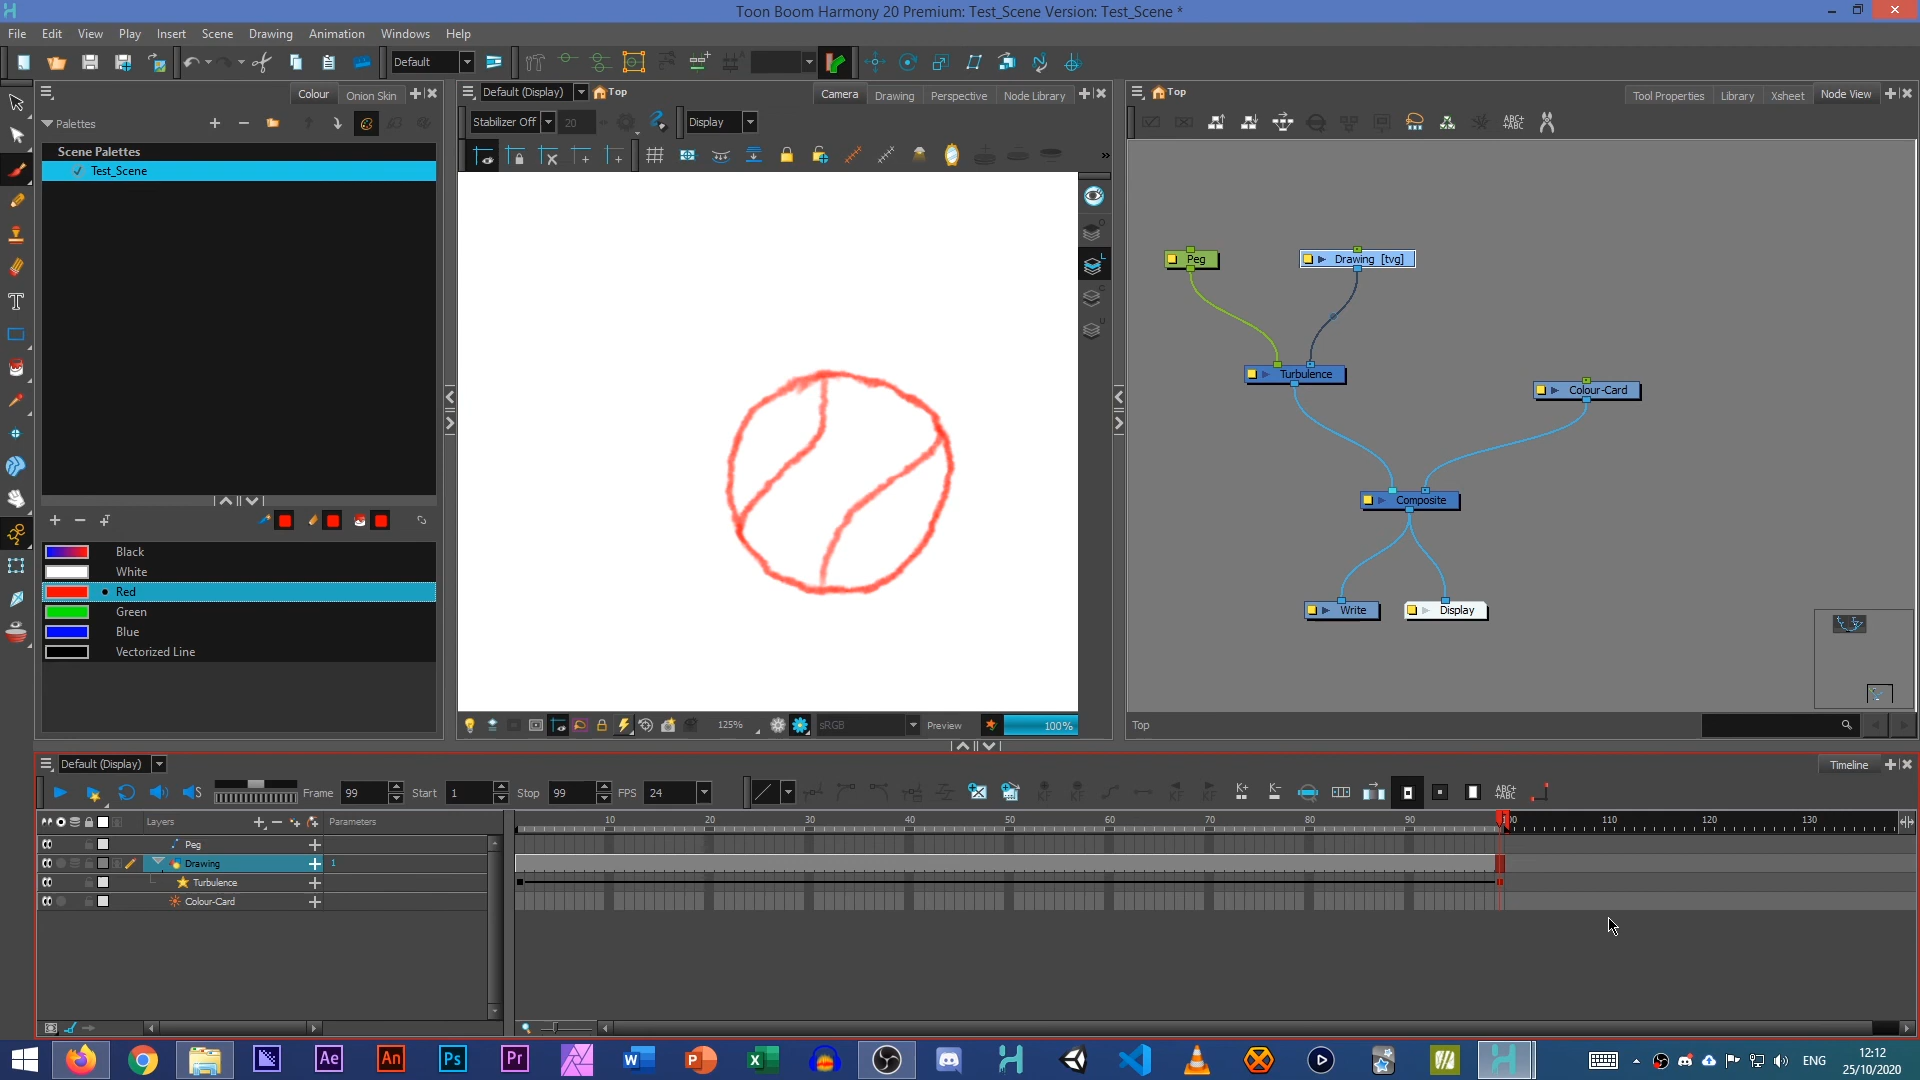 Toon Boom Harmony 20 Premium: Test_Scene Version: Test_Scene *
File Edit View Play Insert Scene Drawing Animation Windows Help
Default
Colour Onion Skin
Palettes
Scene Palettes
Test_Scene
Black
White
Red
Green
Blue
Vectorized Line
Default (Display) Top Camera Drawing Perspective Node Library
Stabilizer Off 20 Display
125% sRGB Preview 100%
Top Tool Properties Library Xsheet Node View
Peg
Drawing [tvg]
Turbulence
Colour-Card
Composite
Write Display
Top
Default (Display) Timeline
Frame 99 Start 1 Stop 99 FPS 24
Layers Parameters
10 20 30 40 50 60 70 80 90 100 110 120 130
Peg
Drawing 1
Turbulence
Colour-Card
ENG 12:12
25/10/2020